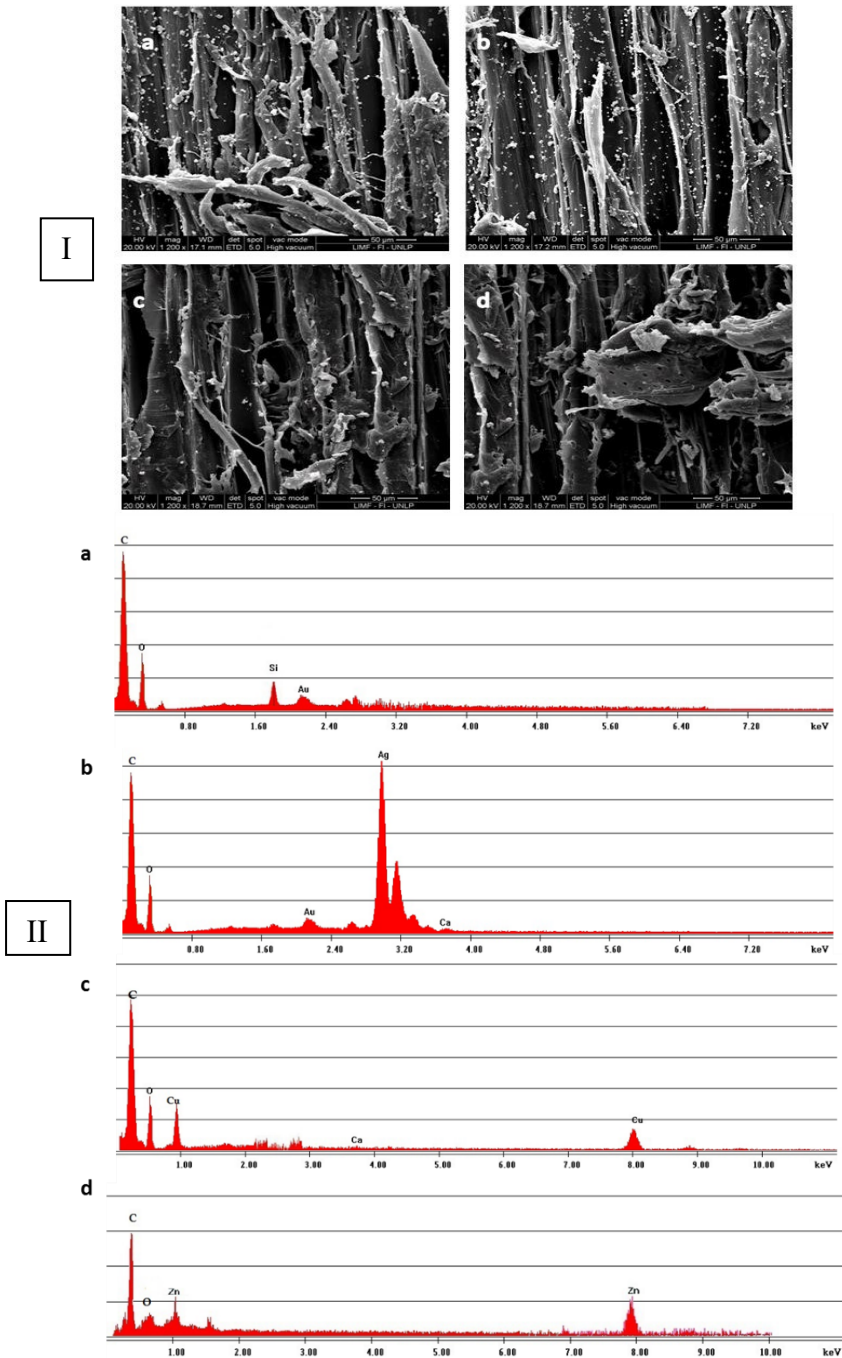 a
b
I
HV mag WD det spot vac mode 50 µm
20.00 kV 1 200 x 17.1 mm ETD 5.0 High vacuum LIMF - FI - UNLP
HV mag WD det spot vac mode 50 µm
20.00 kV 1 200 x 17.2 mm ETD 5.0 High vacuum LIMF - FI - UNLP
c
d
HV mag WD det spot vac mode 50 µm
20.00 kV 1 200 x 18.7 mm ETD 5.0 High vacuum LIMF - FI - UNLP
HV mag WD det spot vac mode 50 µm
20.00 kV 1 200 x 18.7 mm ETD 5.0 High vacuum LIMF - FI - UNLP
a
C
O
Si
Au
0.80 1.60 2.40 3.20 4.00 4.80 5.60 6.40 7.20 keV
b
C
Ag
O
Au
Ca
0.80 1.60 2.40 3.20 4.00 4.80 5.60 6.40 7.20 keV
II
c
C
O
Cu
Ca
Cu
1.00 2.00 3.00 4.00 5.00 6.00 7.00 8.00 9.00 10.00 keV
d
C
O
Zn
Zn
1.00 2.00 3.00 4.00 5.00 6.00 7.00 8.00 9.00 10.00 keV